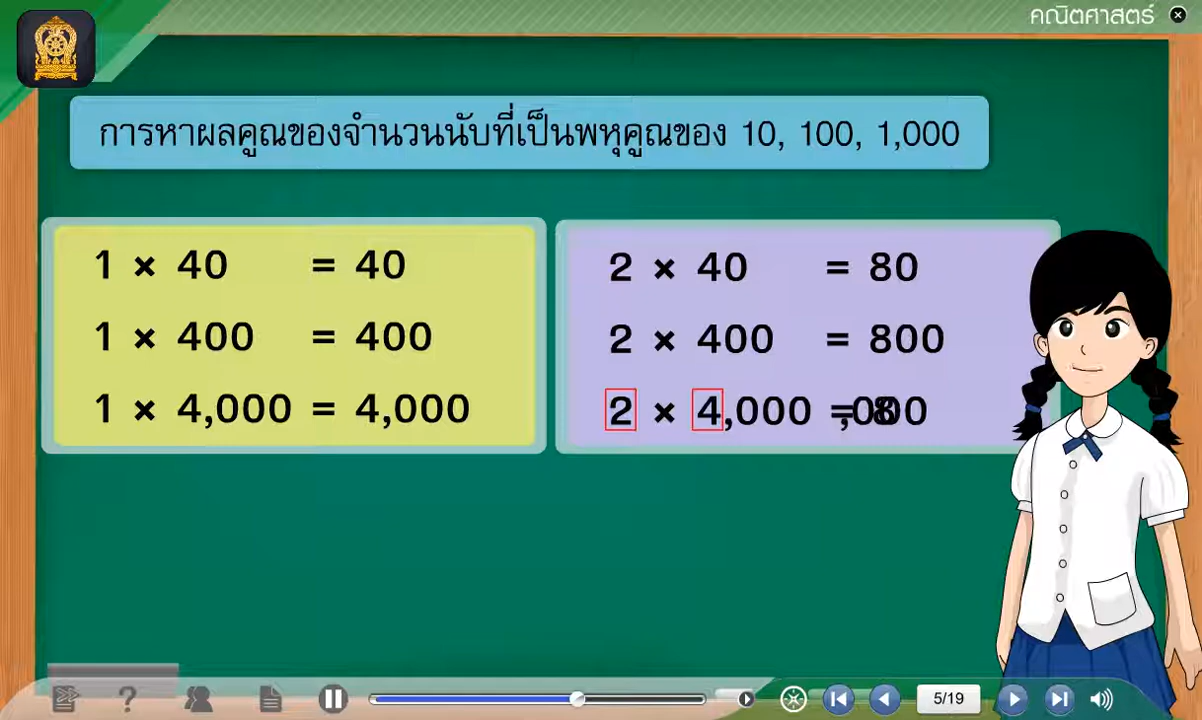 คณิตศาสตร์
การหาผลคูณของจำนวนนับที่เป็นพหุคูณของ 10, 100, 1,000
1 × 40 = 40
1 × 400 = 400
1 × 4,000 = 4,000
2 × 40 = 80
2 × 400 = 800
2 × 4,000 =
5/19